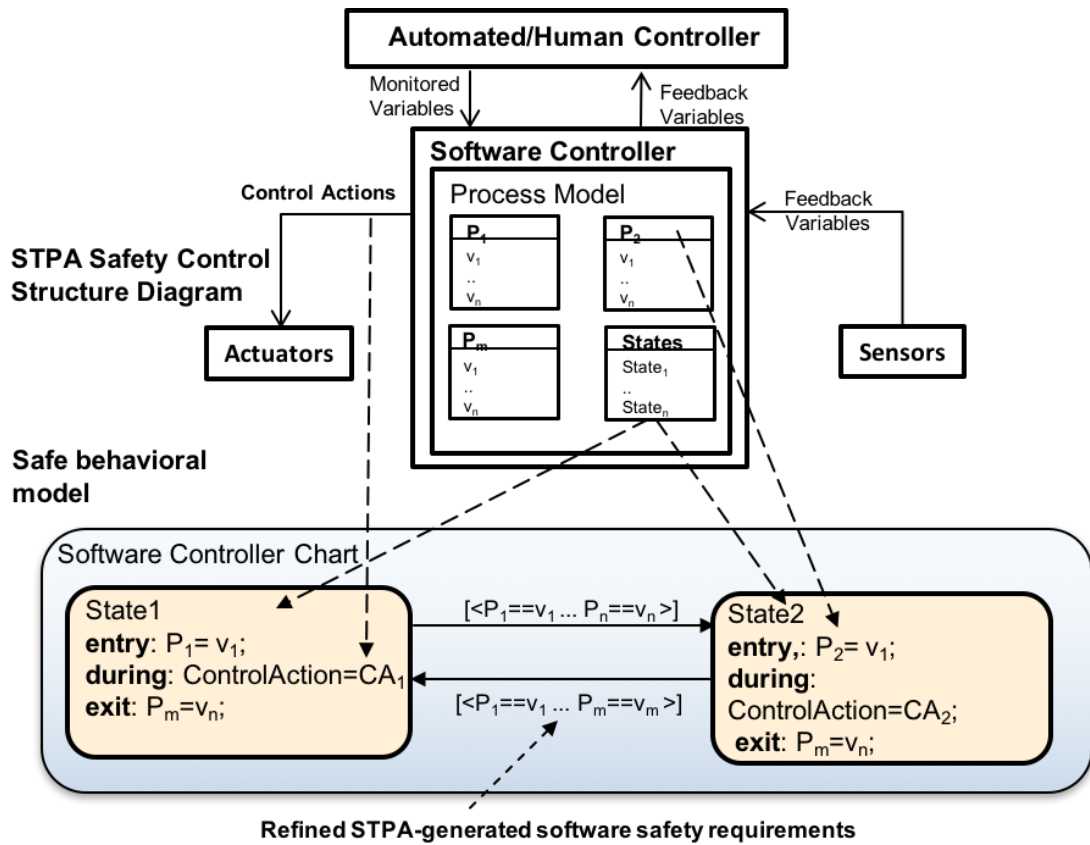 Automated/Human Controller
Monitored
Variables
Feedback
Variables
Software Controller
Control Actions
Process Model
Feedback
Variables
P₁
v₁
..
vₙ
P₂
v₁
..
vₙ
STPA Safety Control
Structure Diagram
Actuators
Pₘ
v₁
..
vₙ
States
State₁
..
Stateₙ
Sensors
Safe behavioral
model
Software Controller Chart
State1
entry: P₁= v₁;
during: ControlAction=CA₁
exit: Pₘ=vₙ;
[<P₁==v₁ ... Pₙ==vₙ>]
[<P₁==v₁ ... Pₘ==vₘ>]
State2
entry,: P₂= v₁;
during:
ControlAction=CA₂;
exit: Pₘ=vₙ;
Refined STPA-generated software safety requirements